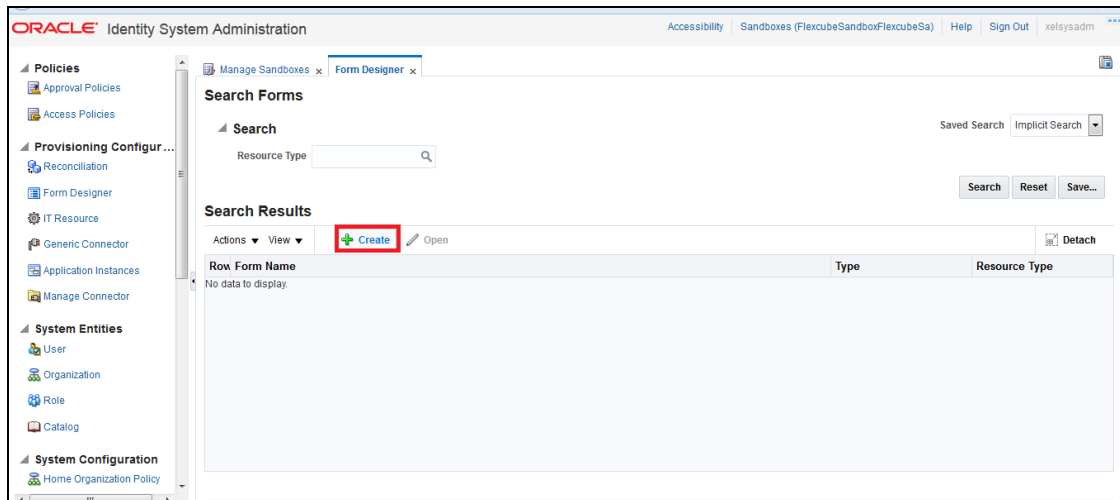 ORACLE Identity System Administration
Accessibility Sandboxes (FlexcubeSandboxFlexcubeSa) Help Sign Out xelsysadm
Policies
Approval Policies
Access Policies
Provisioning Configur...
Reconciliation
Form Designer
IT Resource
Generic Connector
Application Instances
Manage Connector
System Entities
User
Organization
Role
Catalog
System Configuration
Home Organization Policy
Manage Sandboxes Form Designer
Search Forms
Search
Saved Search Implicit Search
Resource Type
Search Reset Save...
Search Results
Actions View Create Open Detach
Row Form Name Type Resource Type
No data to display.